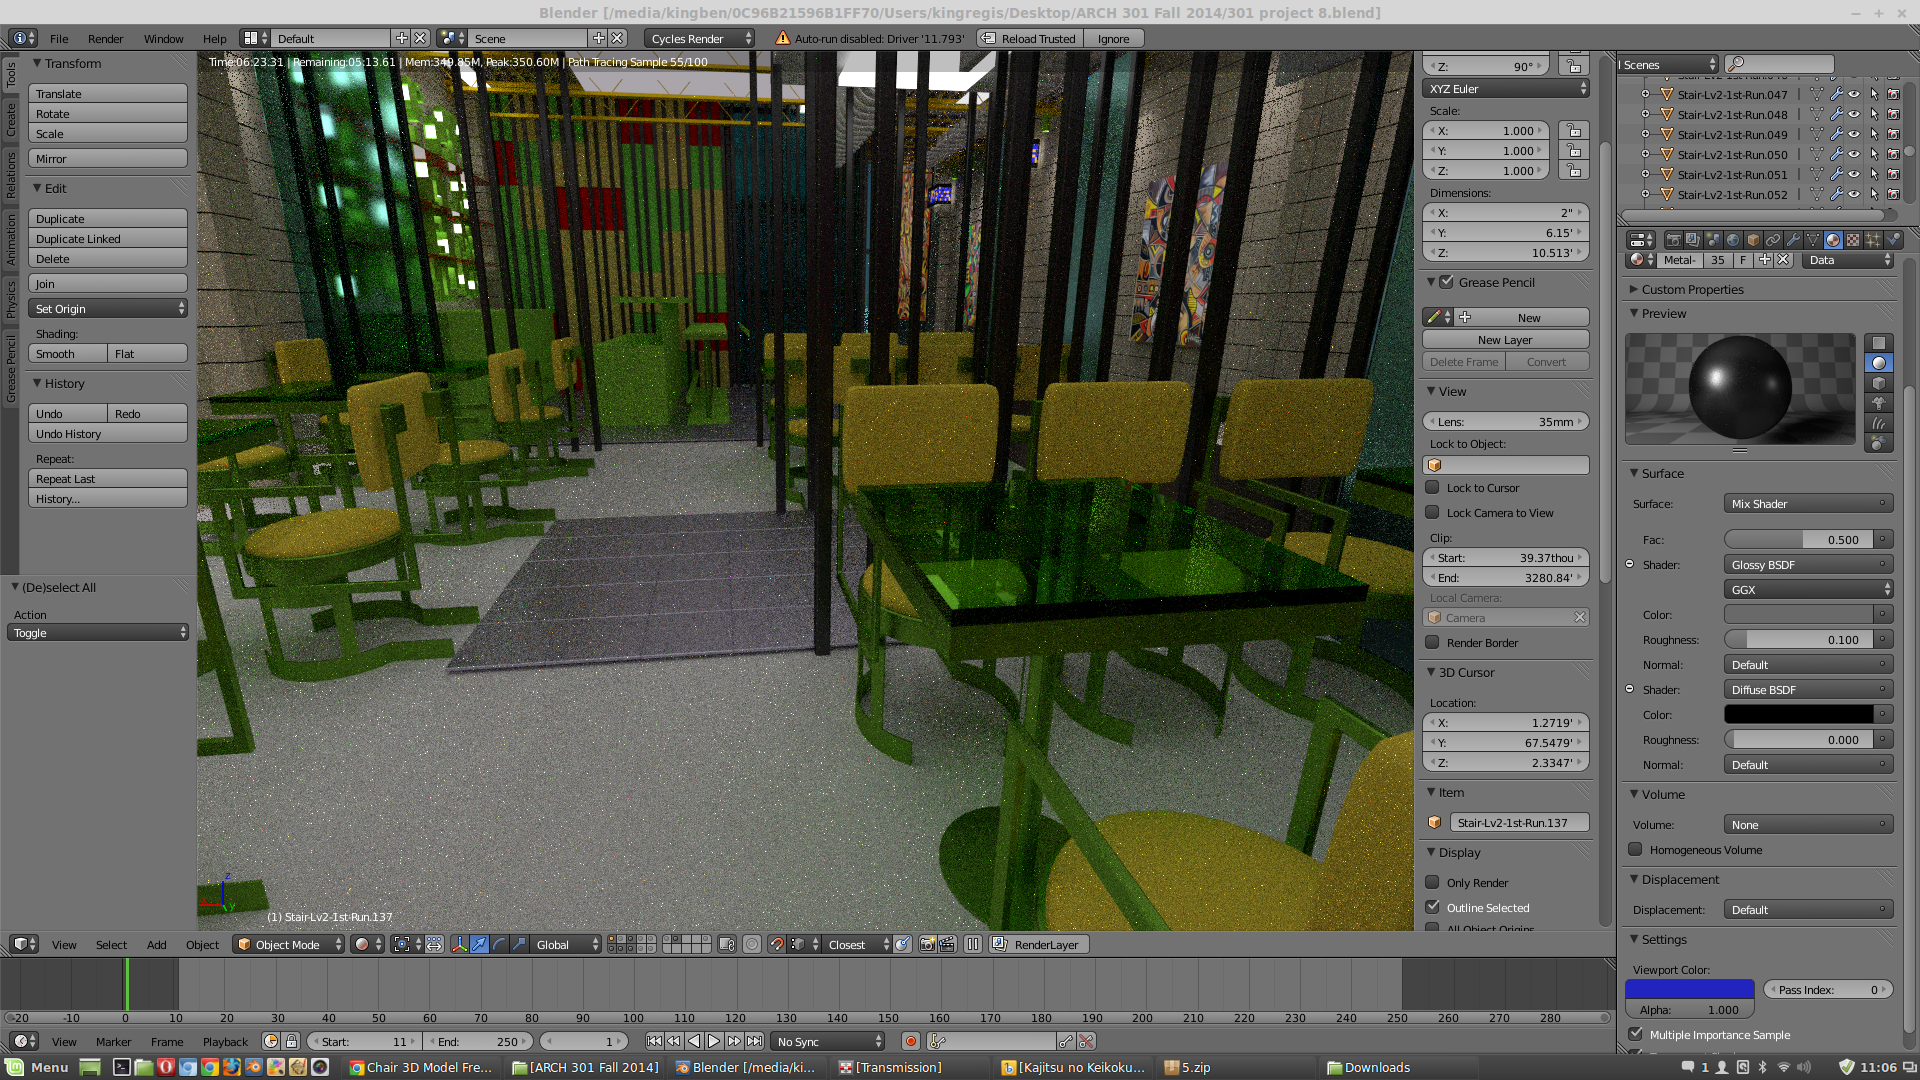 Blender [/media/kingben/0C96B21596B1FF70/Users/kingregis/Desktop/ARCH 301 Fall 2014/301 project 8.blend]
File Render Window Help Default Scene Cycles Render Auto-run disabled: Driver '11.793' Reload Trusted Ignore
Time:06:23.31 | Remaining:05:13.61 | Mem:349.85M, Peak:350.60M | Path Tracing Sample 55/100
Tools
Create
Relations
Animation
Physics
Grease Pencil
Transform
Translate
Rotate
Scale
Mirror
Edit
Duplicate
Duplicate Linked
Delete
Join
Set Origin
Shading:
Smooth Flat
History
Undo Redo
Undo History
Repeat:
Repeat Last
History...
(De)select All
Action
Toggle
(1) Stair-Lv2-1st-Run.137
Z: 90°
XYZ Euler
Scale:
X: 1.000
Y: 1.000
Z: 1.000
Dimensions:
X: 2"
Y: 6.15'
Z: 10.513'
Grease Pencil
New
New Layer
Delete Frame Convert
View
Lens: 35mm
Lock to Object:
Lock to Cursor
Lock Camera to View
Clip:
Start: 39.37thou
End: 3280.84'
Local Camera:
Camera
Render Border
3D Cursor
Location:
X: 1.2719'
Y: 67.5479'
Z: 2.3347'
Item
Stair-Lv2-1st-Run.137
Display
Only Render
Outline Selected
All Object Origins
l Scenes
Stair-Lv2-1st-Run.047
Stair-Lv2-1st-Run.048
Stair-Lv2-1st-Run.049
Stair-Lv2-1st-Run.050
Stair-Lv2-1st-Run.051
Stair-Lv2-1st-Run.052
Metal- 35 F Data
Custom Properties
Preview
Surface
Surface: Mix Shader
Fac: 0.500
Shader: Glossy BSDF
GGX
Color:
Roughness: 0.100
Normal: Default
Shader: Diffuse BSDF
Color:
Roughness: 0.000
Normal: Default
Volume
Volume: None
Homogeneous Volume
Displacement
Displacement: Default
Settings
Viewport Color:
Pass Index: 0
Alpha: 1.000
Multiple Importance Sample
View Select Add Object Object Mode Global Closest RenderLayer
-20 -10 0 10 20 30 40 50 60 70 80 90 100 110 120 130 140 150 160 170 180 190 200 210 220 230 240 250 260 270 280
View Marker Frame Playback Start: 11 End: 250 1 No Sync
Menu Chair 3D Model Fre... [ARCH 301 Fall 2014] Blender [/media/ki... [Transmission] [Kajitsu no Keikoku... 5.zip Downloads 1 11:06